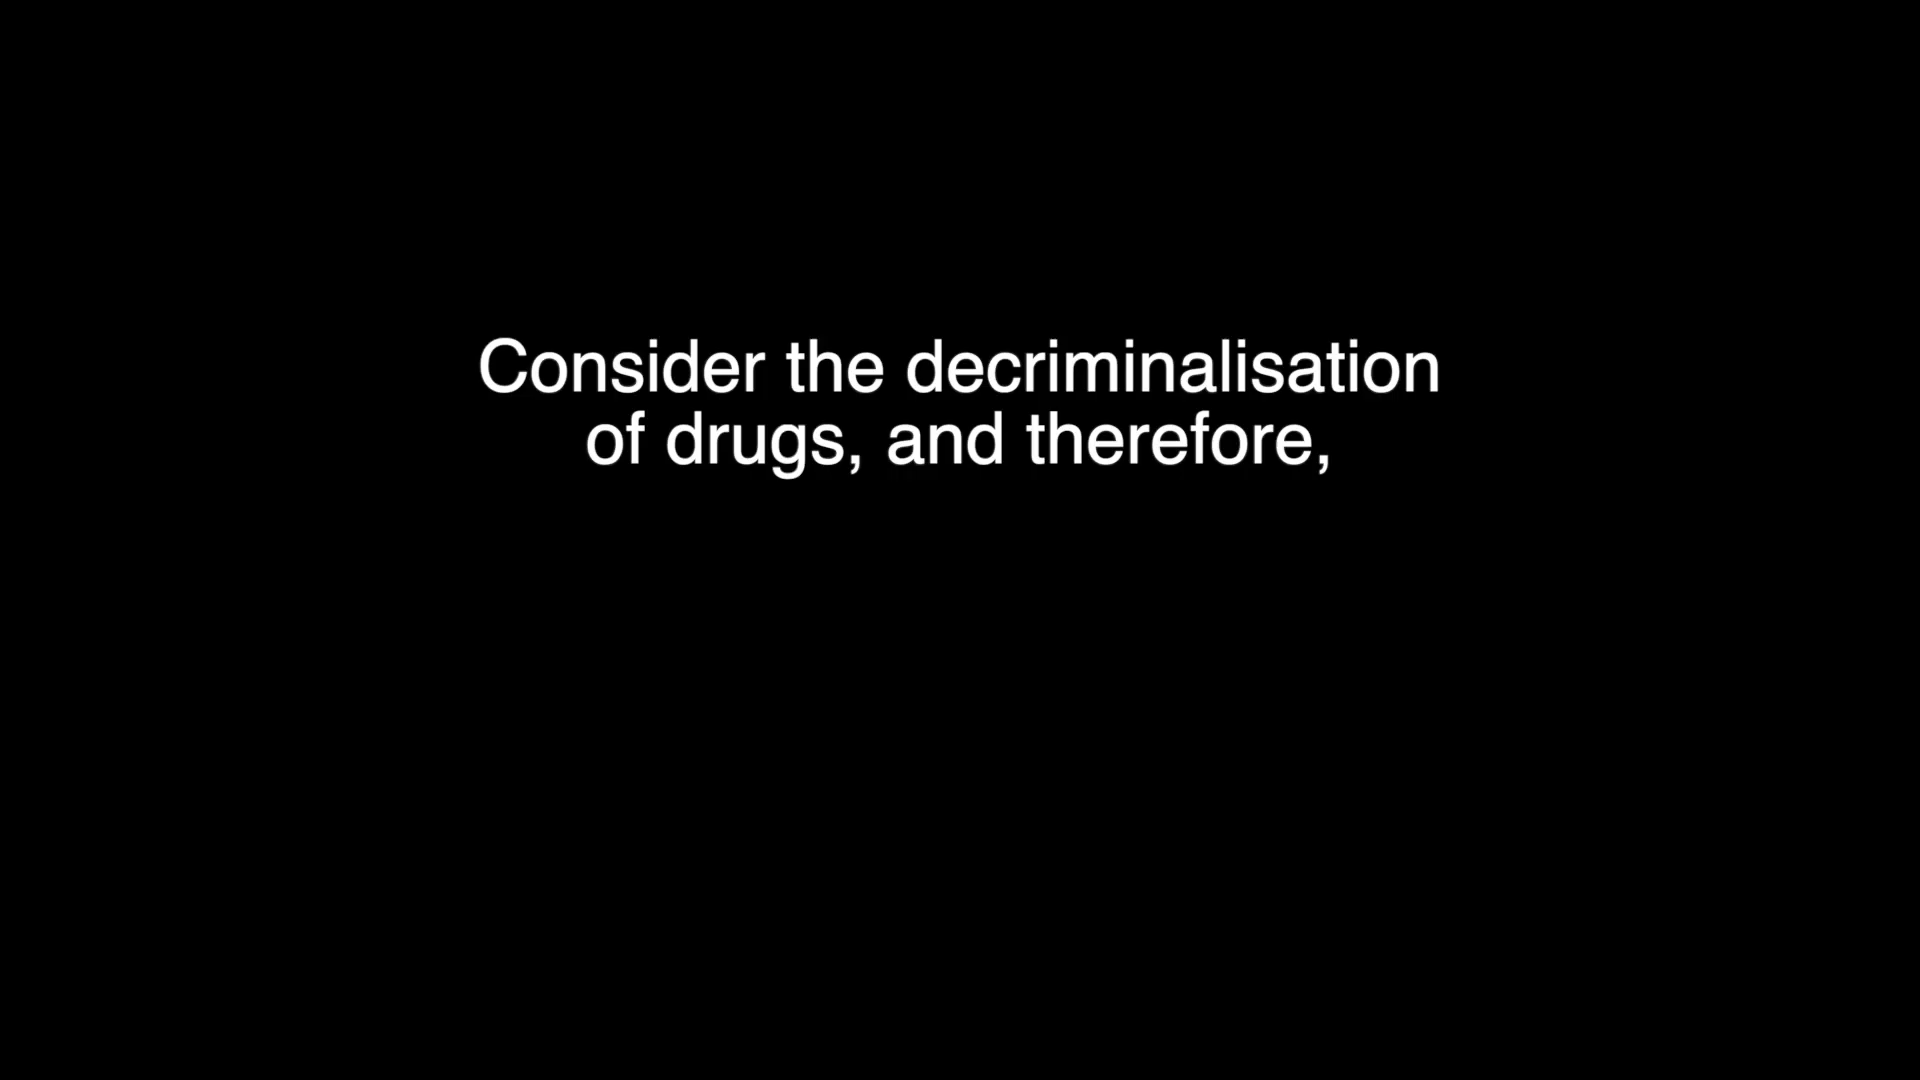 Consider the decriminalisation
of drugs, and therefore,